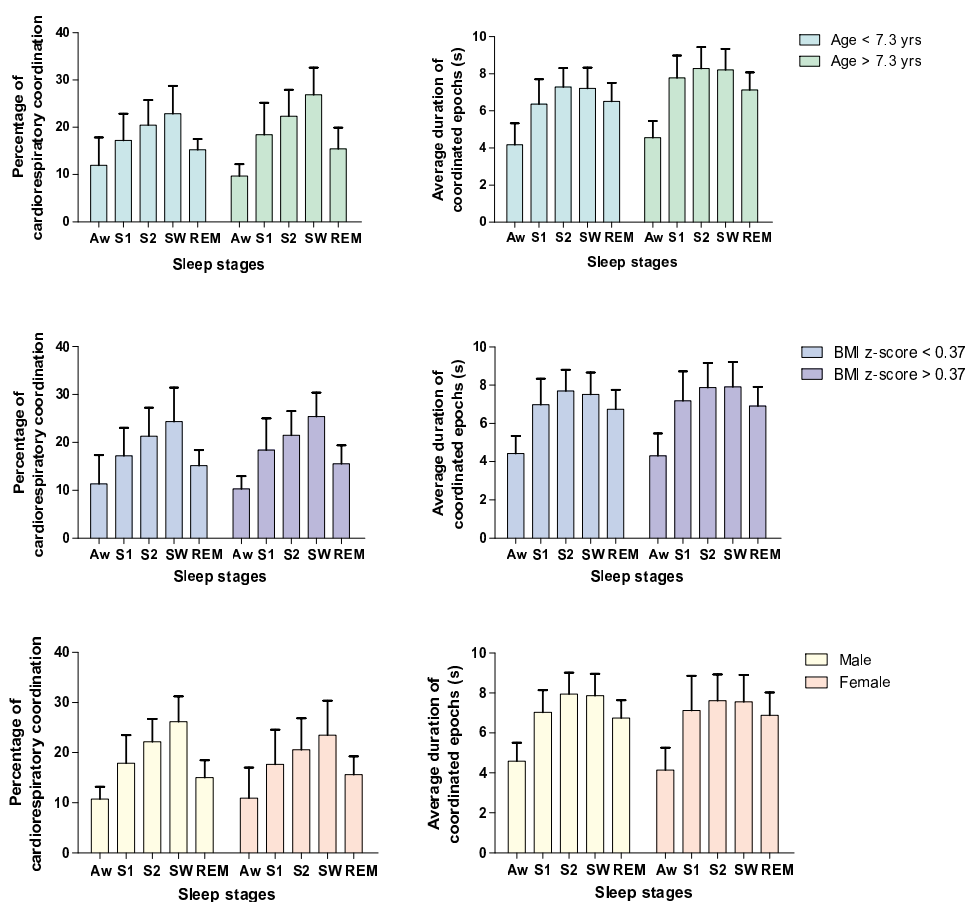 Percentage of
cardiorespiratory coordination
40
30
20
10
0
Aw S1 S2 SW REM Aw S1 S2 SW REM
Sleep stages
Average duration of
coordinated epochs (s)
10
8
6
4
2
0
Aw S1 S2 SW REM Aw S1 S2 SW REM
Sleep stages
Age < 7.3 yrs
Age > 7.3 yrs
Percentage of
cardiorespiratory coordination
40
30
20
10
0
Aw S1 S2 SW REM Aw S1 S2 SW REM
Sleep stages
Average duration of
coordinated epochs (s)
10
8
6
4
2
0
Aw S1 S2 SW REM Aw S1 S2 SW REM
Sleep stages
BMI z-score < 0.37
BMI z-score > 0.37
Percentage of
cardiorespiratory coordination
40
30
20
10
0
Aw S1 S2 SW REM Aw S1 S2 SW REM
Sleep stages
Average duration of
coordinated epochs (s)
10
8
6
4
2
0
Aw S1 S2 SW REM Aw S1 S2 SW REM
Sleep stages
Male
Female